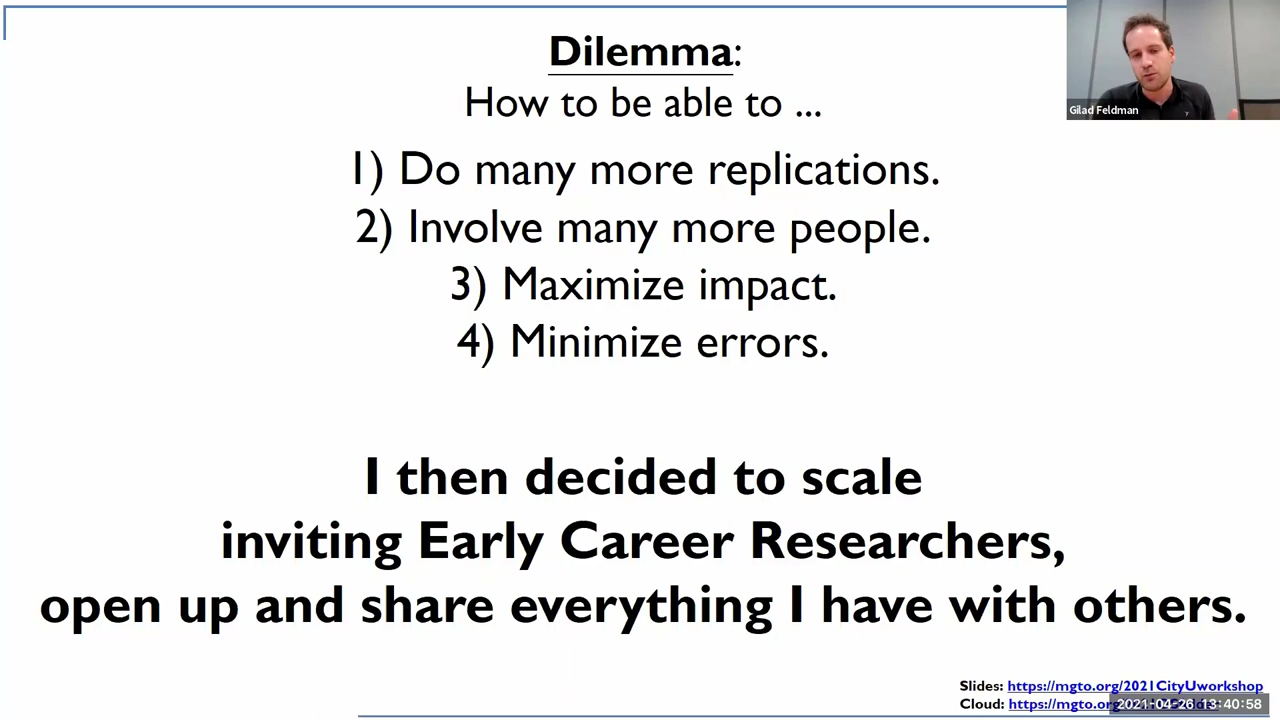 Dilemma:
How to be able to ...
1) Do many more replications.
2) Involve many more people.
3) Maximize impact.
4) Minimize errors.
I then decided to scale
inviting Early Career Researchers,
open up and share everything I have with others.
Gilad Feldman
Slides: https://mgto.org/2021CityUworkshop
Cloud: https://mgto.org/
2021-04-26 13:40:58